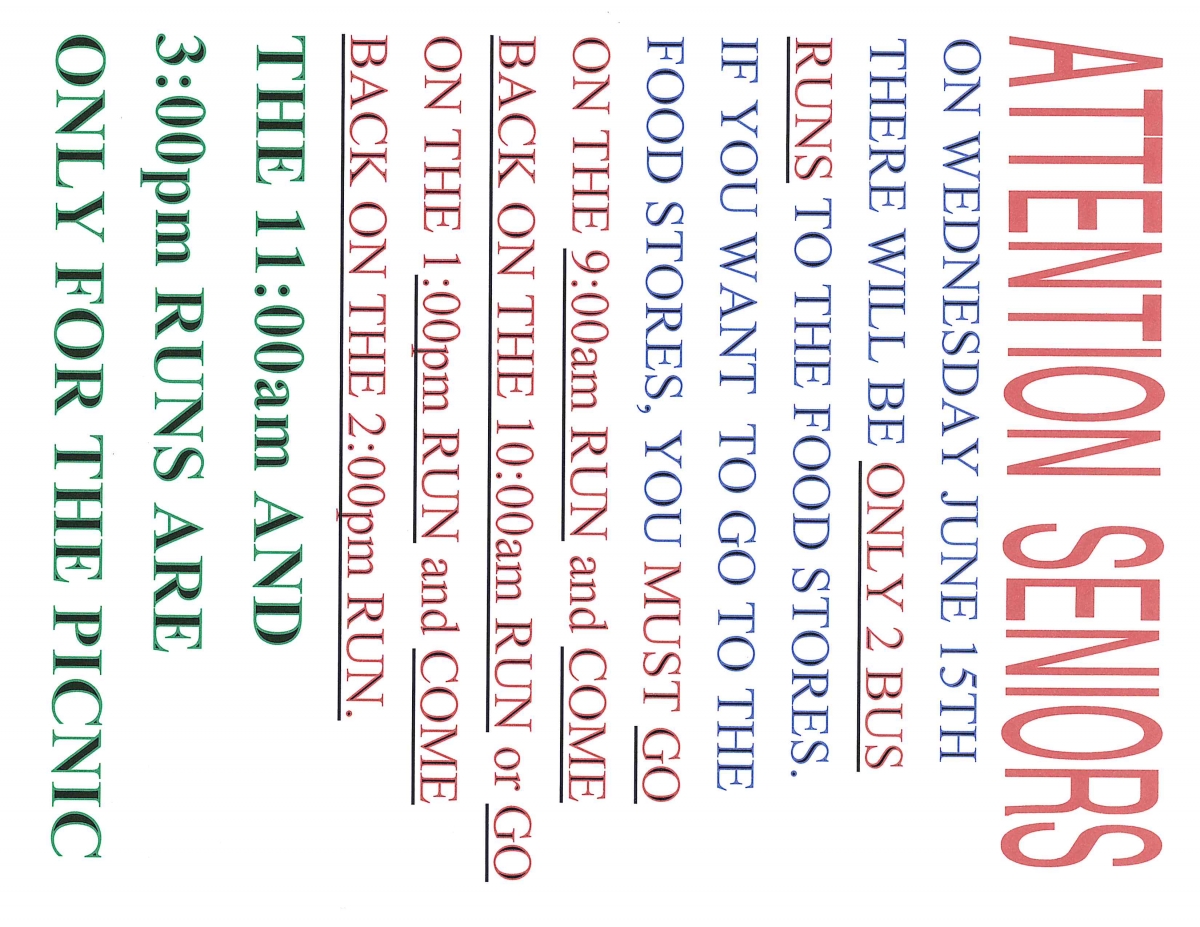 ATTENTION SENIORS
ON WEDNESDAY JUNE 15TH
THERE WILL BE ONLY 2 BUS
RUNS TO THE FOOD STORES.
IF YOU WANT TO GO TO THE
FOOD STORES, YOU MUST GO
ON THE 9:00am RUN and COME
BACK ON THE 10:00am RUN or GO
ON THE 1:00pm RUN and COME
BACK ON THE 2:00pm RUN.
THE 11:00am AND
3:00pm RUNS ARE
ONLY FOR THE PICNIC